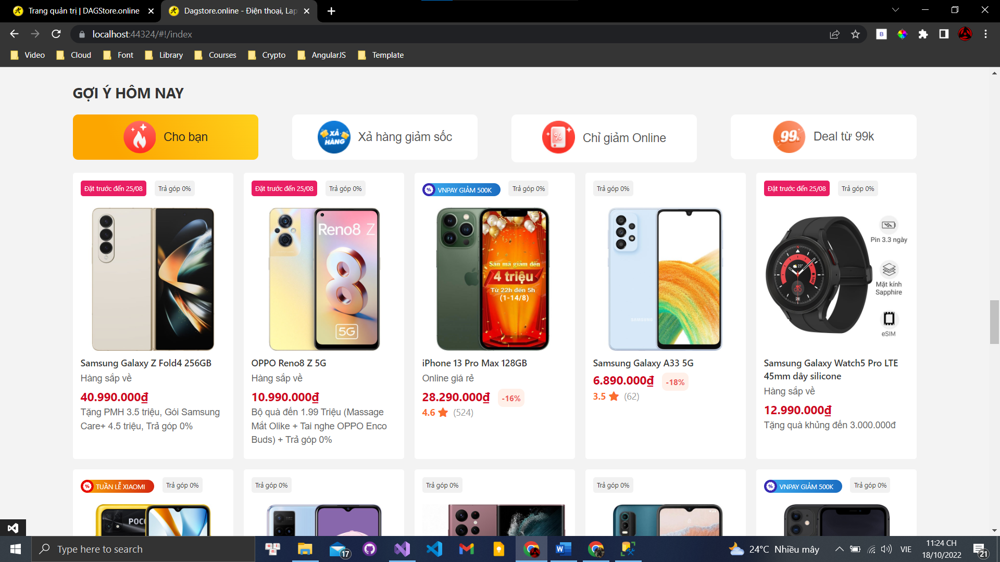 Trang quản trị | DAGStore.online
Dagstore.online - Điện thoại, Lap
localhost:44324/#!/index
B
Video
Cloud
Font
Library
Courses
Crypto
AngularJS
Template
GỢI Ý HÔM NAY
Cho bạn
XẢ HÀNG
Xả hàng giảm sốc
%
Chỉ giảm Online
99k
Deal từ 99k
Đặt trước đến 25/08
Trả góp 0%
Samsung Galaxy Z Fold4 256GB
Hàng sắp về
40.990.000₫
Tặng PMH 3.5 triệu, Gói Samsung
Care+ 4.5 triệu, Trả góp 0%
Đặt trước đến 25/08
Trả góp 0%
Reno8 Z
8
5G
OPPO Reno8 Z 5G
Hàng sắp về
10.990.000₫
Bộ quà đến 1.99 Triệu (Massage
Mắt Olike + Tai nghe OPPO Enco
Buds) + Trả góp 0%
% VNPAY GIẢM 500K
Trả góp 0%
Săn mã giảm đến
4 triệu
Từ 22h đến 5h
(1-14/8)
iPhone 13 Pro Max 128GB
Online giá rẻ
28.290.000₫
-16%
4.6
(524)
Trả góp 0%
SAMSUNG
Samsung Galaxy A33 5G
6.890.000₫
-18%
3.5
(62)
Đặt trước đến 25/08
Trả góp 0%
Pin 3.3 ngày
Mặt kính
Sapphire
eSIM
23°
28
Samsung Galaxy Watch5 Pro LTE
45mm dây silicone
Hàng sắp về
12.990.000₫
Tặng quà khủng đến 3.000.000đ
% TUẦN LỄ XIAOMI
Trả góp 0%
POCO
Trả góp 0%
Trả góp 0%
Trả góp 0%
% VNPAY GIẢM 500K
Trả góp 0%
Type here to search
17
24°C Nhiều mây
VIE
11:24 CH
18/10/2022
21